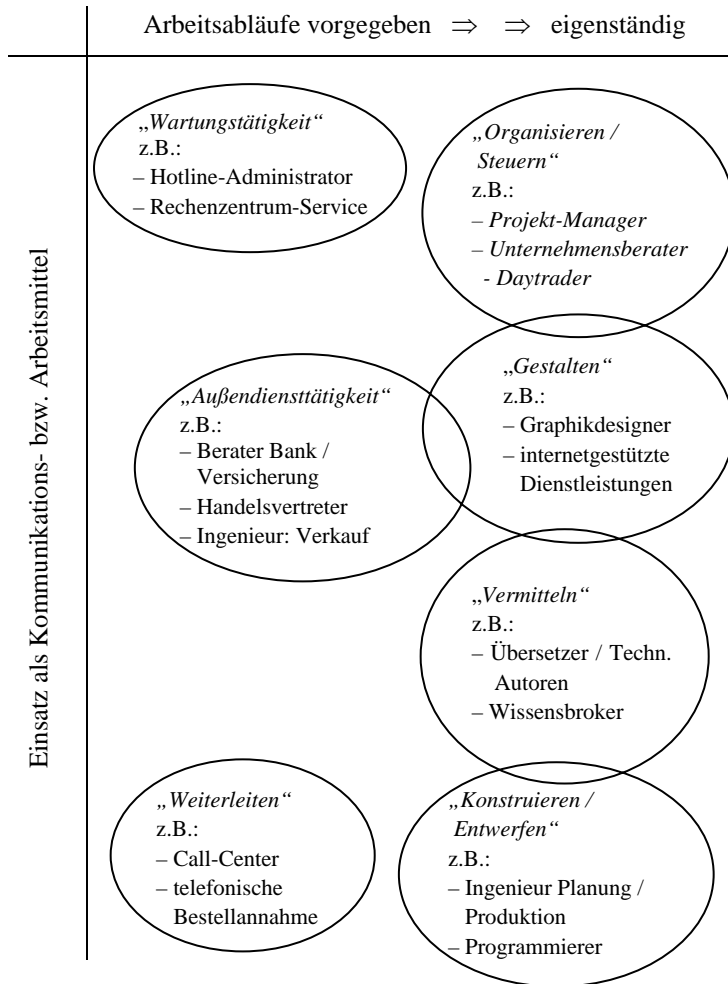 Arbeitsabläufe vorgegeben ⇒ ⇒ eigenständig
Einsatz als Kommunikations- bzw. Arbeitsmittel
„Wartungstätigkeit“
z.B.:
– Hotline-Administrator
– Rechenzentrum-Service
„Organisieren /
Steuern“
z.B.:
– Projekt-Manager
– Unternehmensberater
- Daytrader
„Außendiensttätigkeit“
z.B.:
– Berater Bank /
Versicherung
– Handelsvertreter
– Ingenieur: Verkauf
„Gestalten“
z.B.:
– Graphikdesigner
– internetgestützte
Dienstleistungen
„Vermitteln“
z.B.:
– Übersetzer / Techn.
Autoren
– Wissensbroker
„Weiterleiten“
z.B.:
– Call-Center
– telefonische
Bestellannahme
„Konstruieren /
Entwerfen“
z.B.:
– Ingenieur Planung /
Produktion
– Programmierer